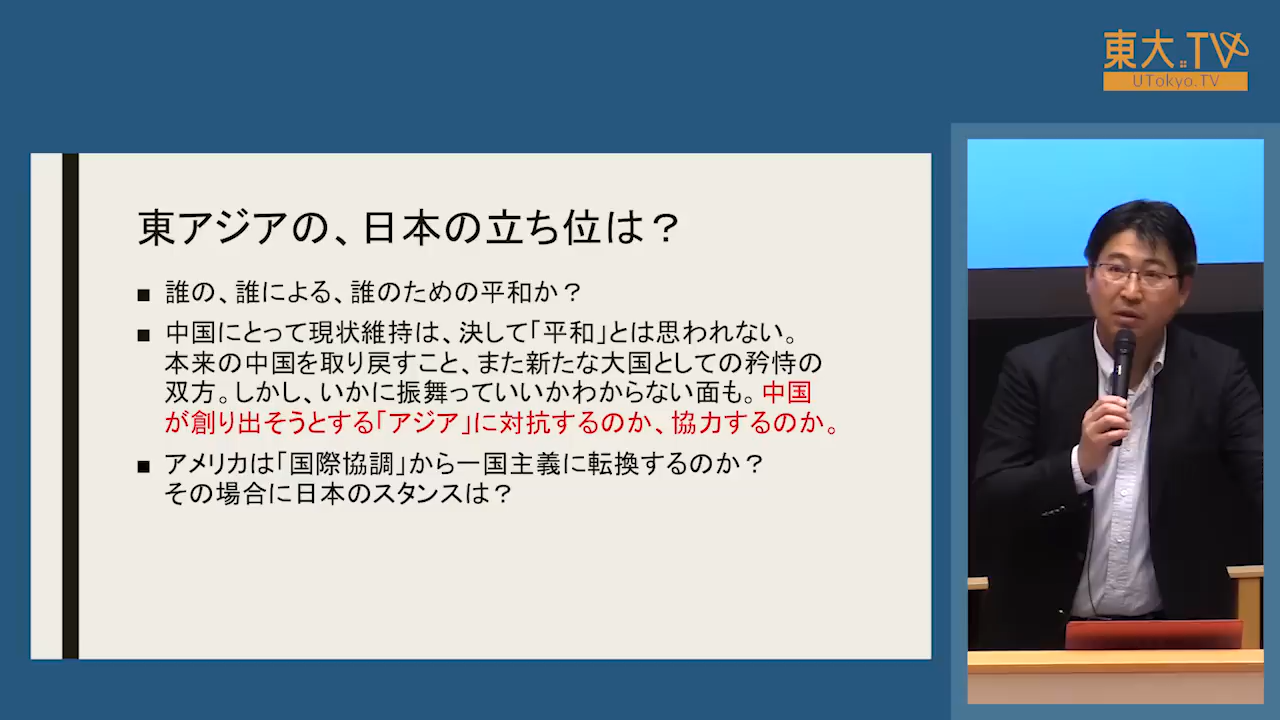 東大.TV
UTokyo.TV
東アジアの、日本の立ち位は？
■ 誰の、誰による、誰のための平和か？
■ 中国にとって現状維持は、決して「平和」とは思われない。
本来の中国を取り戻すこと、また新たな大国としての矜恃の
双方。しかし、いかに振舞っていいかわからない面も。中国
が創り出そうとする「アジア」に対抗するのか、協力するのか。
■ アメリカは「国際協調」から一国主義に転換するのか？
その場合に日本のスタンスは？